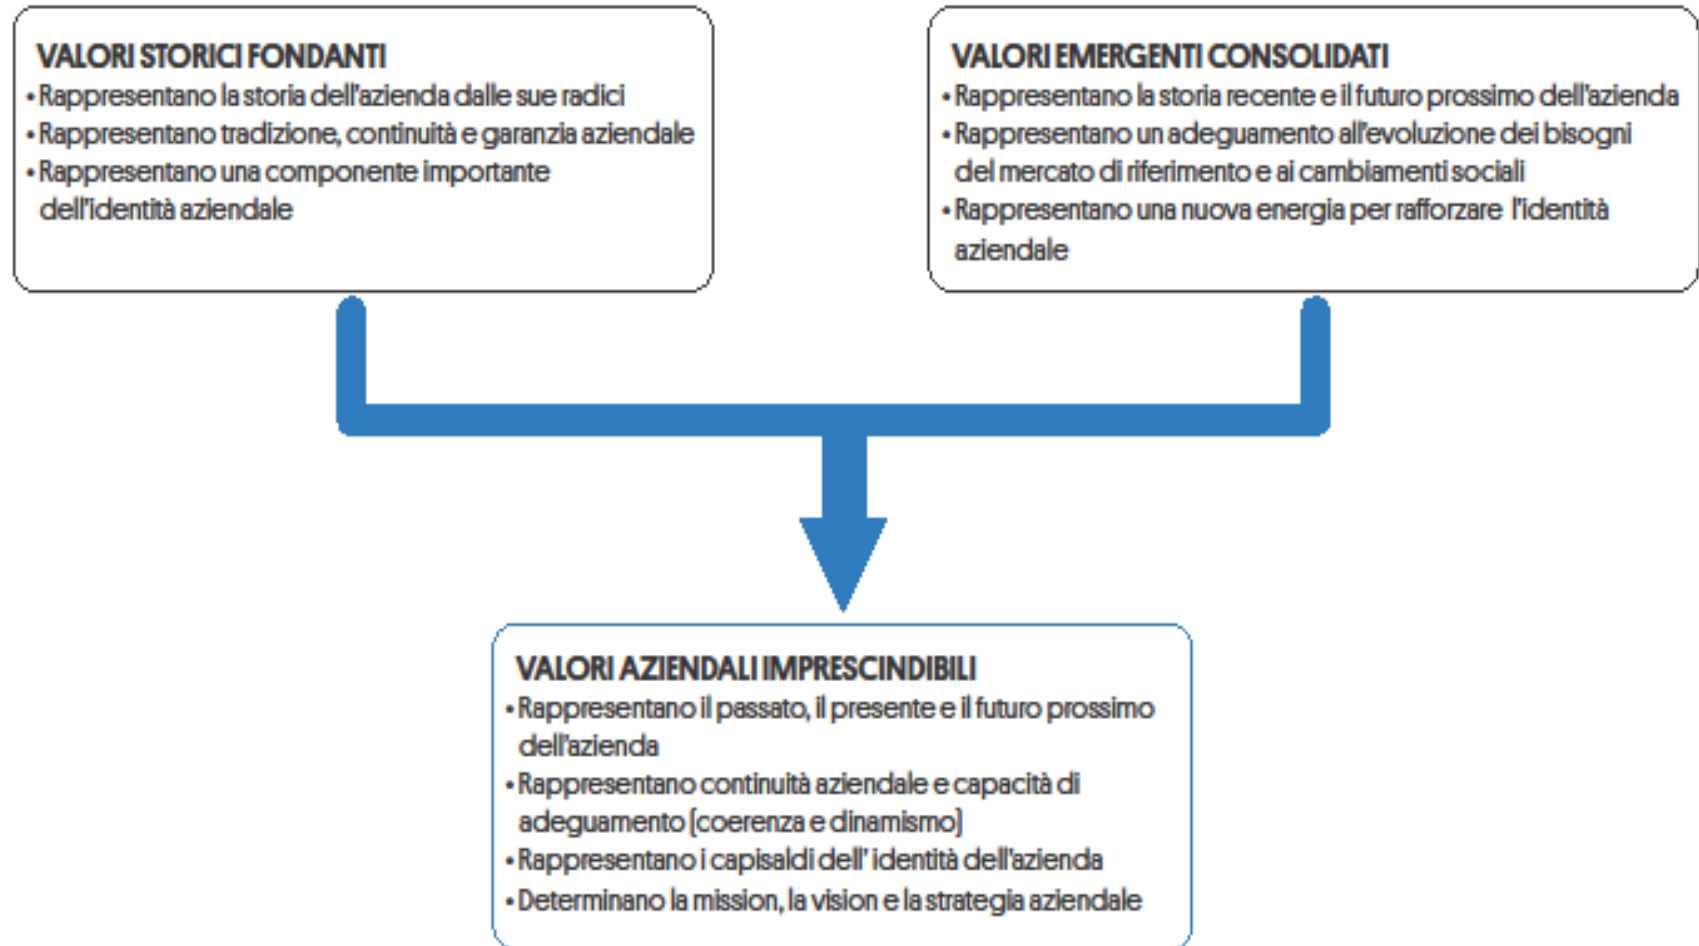 VALORI STORICI FONDANTI
• Rappresentano la storia dell'azienda dalle sue radici
• Rappresentano tradizione, continuità e garanzia aziendale
• Rappresentano una componente importante
dell'identità aziendale
VALORI EMERGENTI CONSOLIDATI
• Rappresentano la storia recente e il futuro prossimo dell'azienda
• Rappresentano un adeguamento all'evoluzione dei bisogni
del mercato di riferimento e ai cambiamenti sociali
• Rappresentano una nuova energia per rafforzare l'identità
aziendale
VALORI AZIENDALI IMPRESCINDIBILI
• Rappresentano il passato, il presente e il futuro prossimo
dell'azienda
• Rappresentano continuità aziendale e capacità di
adeguamento (coerenza e dinamismo)
• Rappresentano i capisaldi dell' identità dell'azienda
• Determinano la mission, la vision e la strategia aziendale